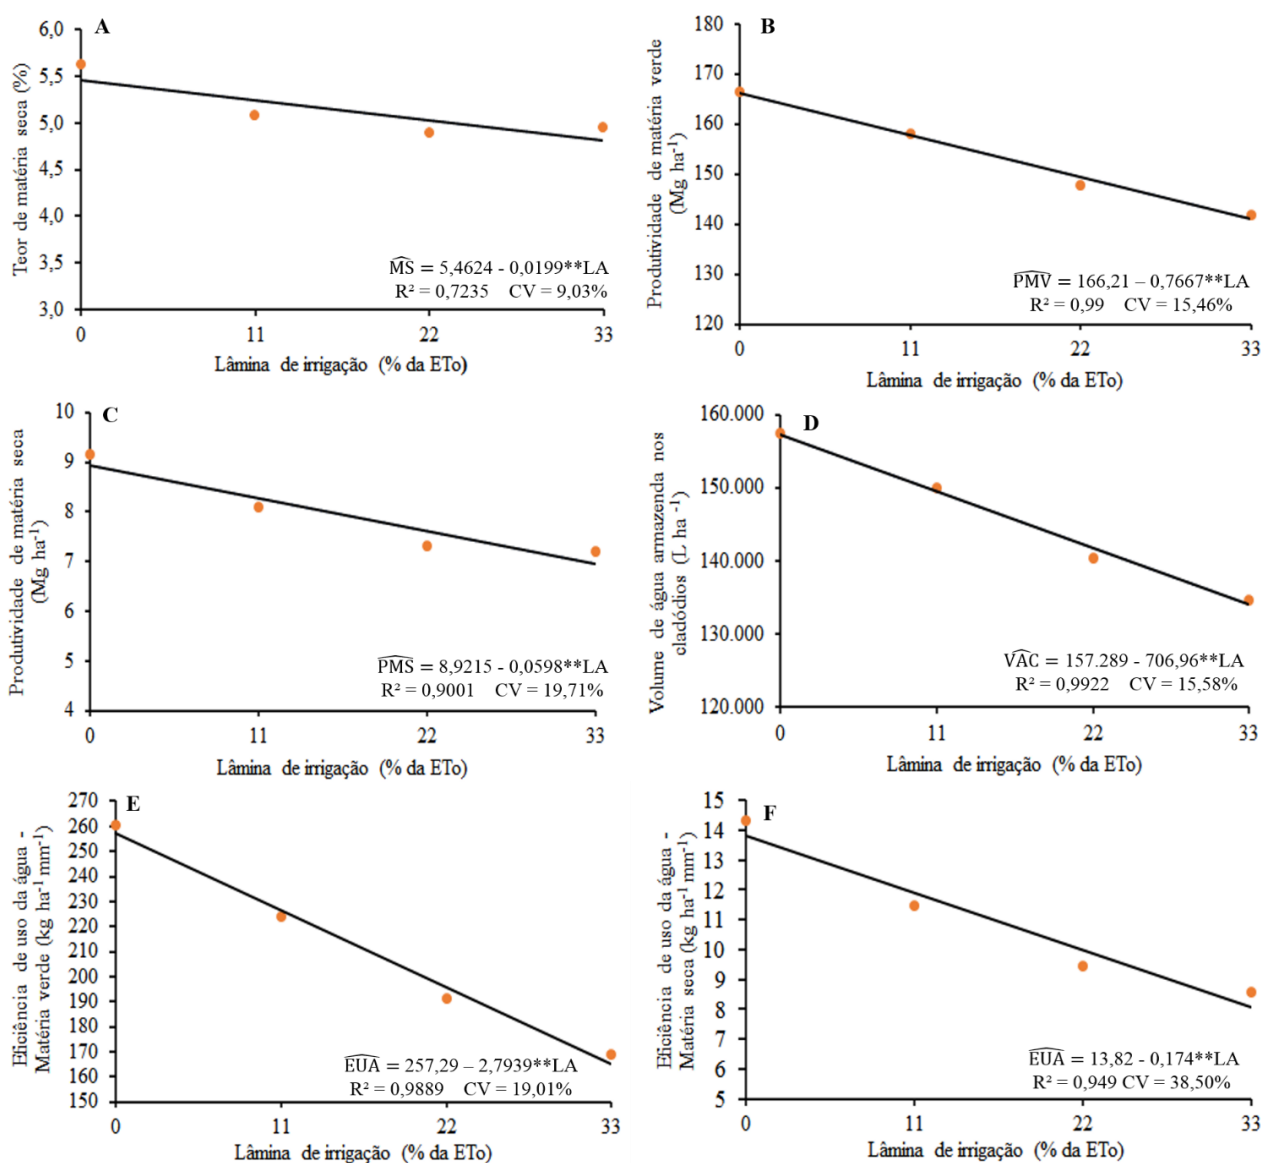 A
Teor de matéria seca (%)
6,0
5,5
5,0
4,5
4,0
3,5
3,0
M̂S = 5,4624 - 0,0199**LA
R² = 0,7235 CV = 9,03%
0 11 22 33
Lâmina de irrigação (% da ETo)
B
Produtividade de matéria verde
(Mg ha⁻¹)
180
170
160
150
140
130
120
P̂MV = 166,21 – 0,7667**LA
R² = 0,99 CV = 15,46%
0 11 22 33
Lâmina de irrigação (% da ETo)
C
Produtividade de matéria seca
(Mg ha⁻¹)
10
9
8
7
6
5
4
P̂MS = 8,9215 - 0,0598**LA
R² = 0,9001 CV = 19,71%
0 11 22 33
Lâmina de irrigação (% da ETo)
D
Volume de água armazenda nos
cladódios (L ha⁻¹)
160.000
150.000
140.000
130.000
120.000
V̂AC = 157.289 - 706,96**LA
R² = 0,9922 CV = 15,58%
0 11 22 33
Lâmina de irrigação (% da ETo)
E
Eficiência de uso da água -
Matéria verde (kg ha⁻¹ mm⁻¹)
270
260
250
240
230
220
210
200
190
180
170
160
150
ÊUA = 257,29 – 2,7939**LA
R² = 0,9889 CV = 19,01%
0 11 22 33
Lâmina de irrigação (% da ETo)
F
Eficiência de uso da água -
Matéria seca (kg ha⁻¹ mm⁻¹)
15
14
13
12
11
10
9
8
7
6
5
ÊUA = 13,82 - 0,174**LA
R² = 0,949 CV = 38,50%
0 11 22 33
Lâmina de irrigação (% da ETo)